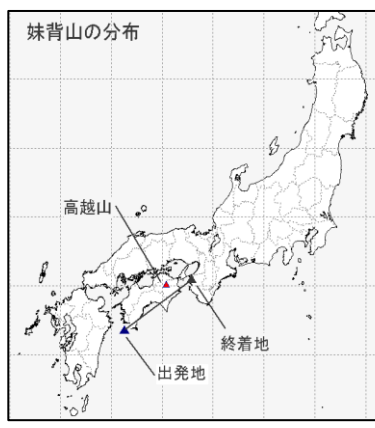 妹背山の分布
高越山
終着地
出発地